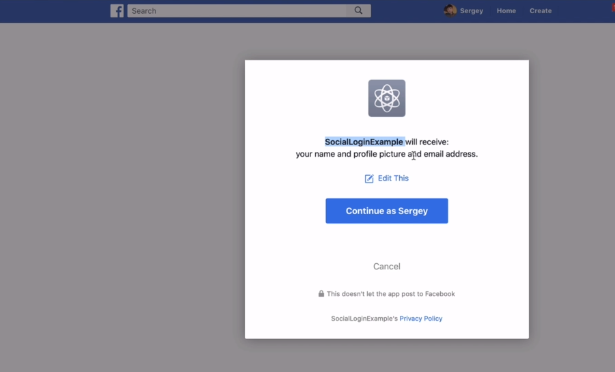 f Search Sergey Home Create
SocialLoginExample will receive:
your name and profile picture and email address.
Edit This
Continue as Sergey
Cancel
This doesn't let the app post to Facebook
SocialLoginExample's Privacy Policy